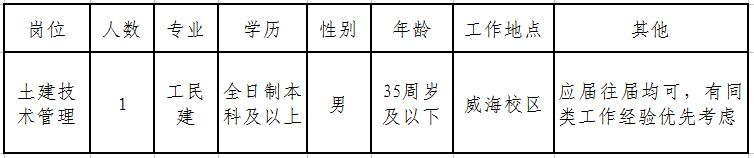 岗位 人数 专业 学历 性别 年龄 工作地点 其他
土建技术管理 1 工民建 全日制本科及以上 男 35周岁及以下 威海校区 应届往届均可，有同类工作经验优先考虑